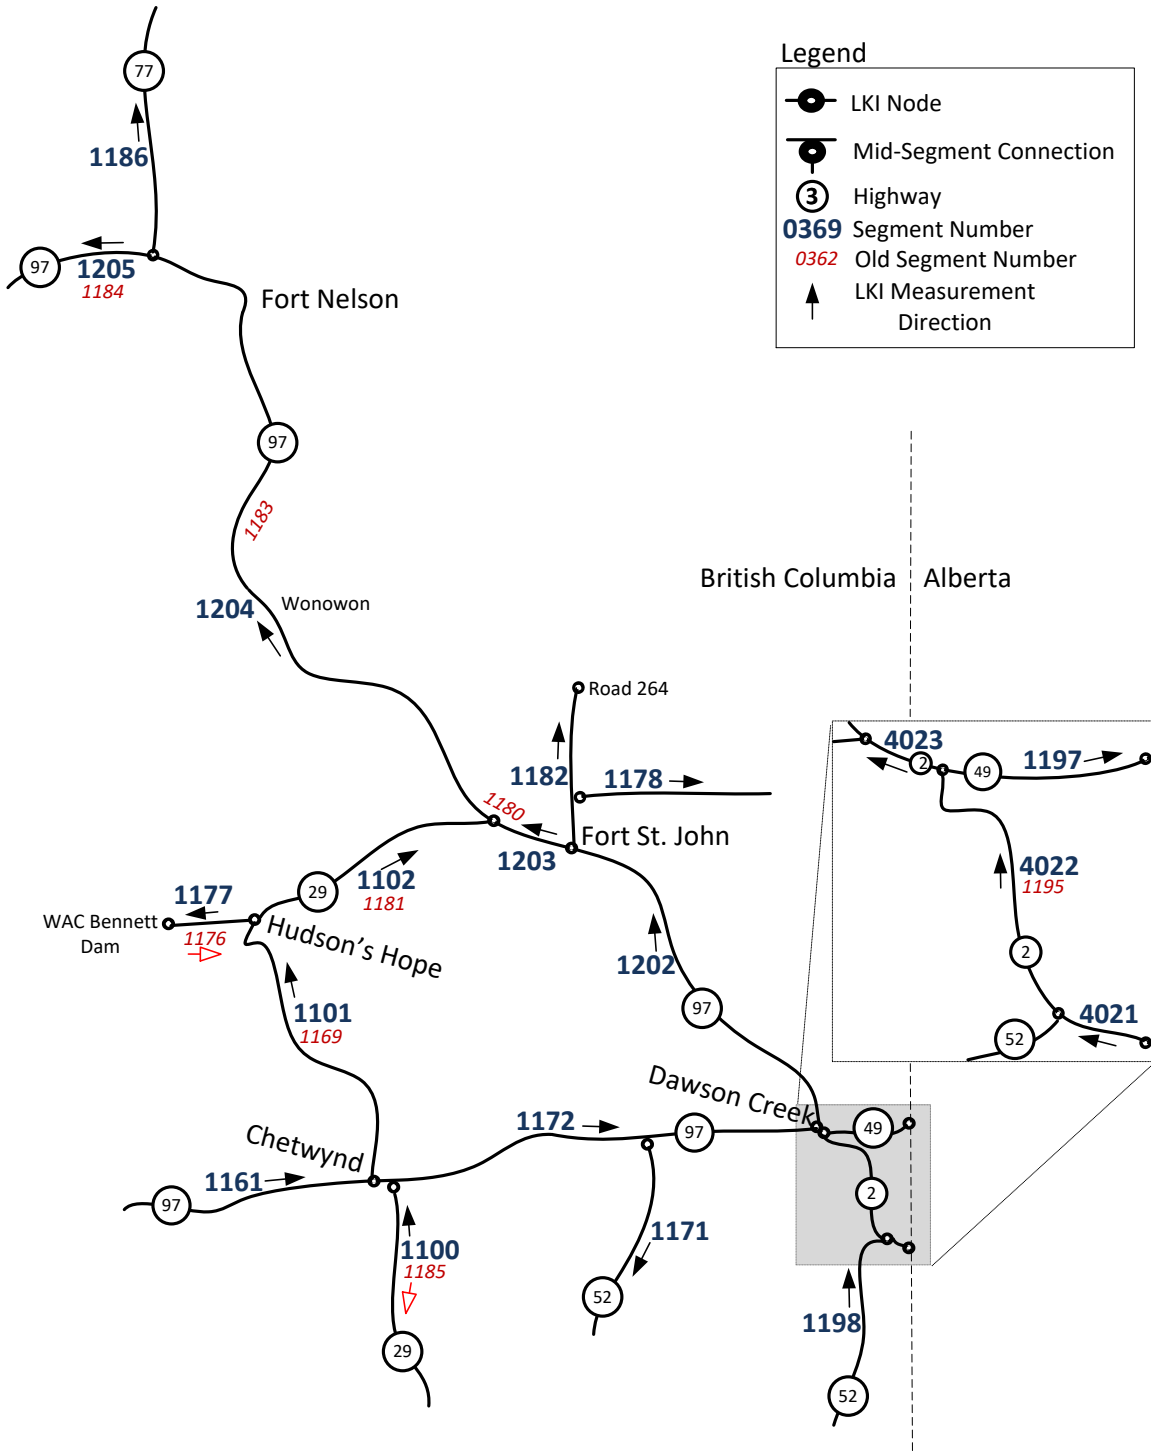 Legend
LKI Node
Mid-Segment Connection
3 Highway
0369 Segment Number
0362 Old Segment Number
LKI Measurement
Direction
77
1186
97
1205
1184
Fort Nelson
97
1183
1204
Wonowon
British Columbia
Alberta
Road 264
1182
1178
1180
Fort St. John
1203
4023
2
49
1197
4022
1195
2
4021
52
29
1102
1181
1177
WAC Bennett
Dam
1176
Hudson's Hope
1202
97
1101
1169
Dawson Creek
49
1172
97
Chetwynd
1161
97
2
1100
1185
1171
52
1198
29
52